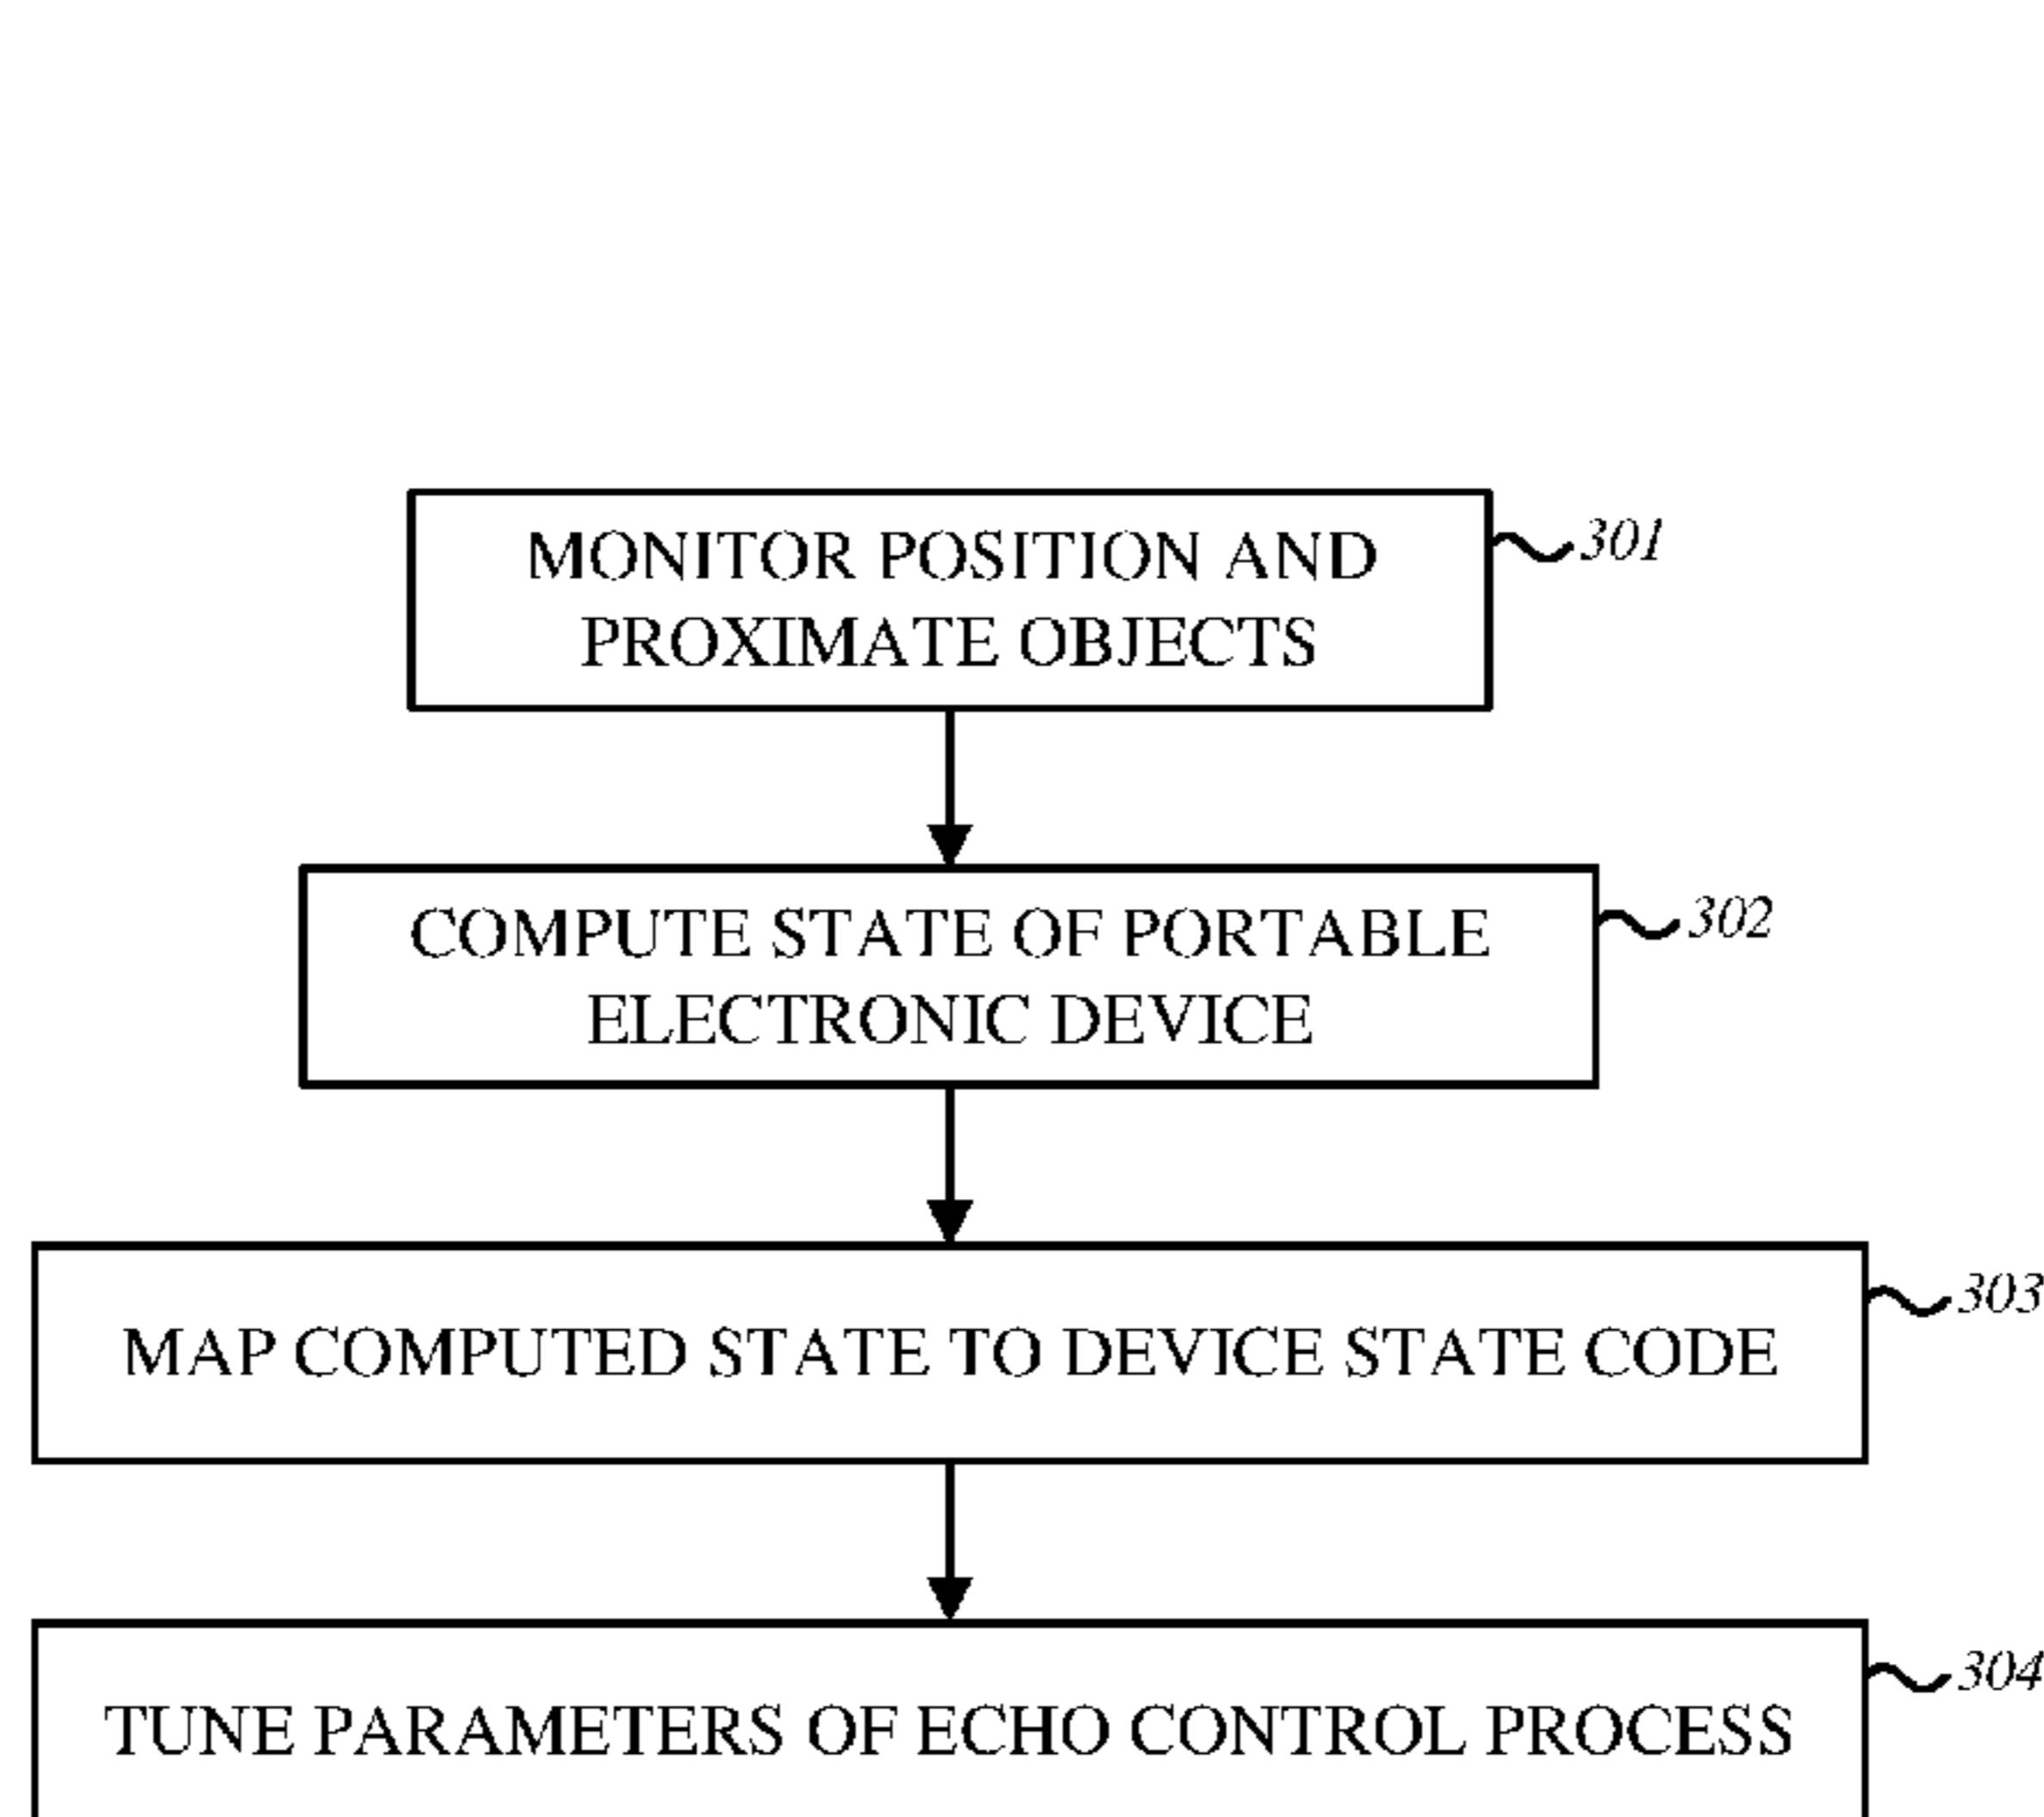 MONITOR POSITION AND
PROXIMATE OBJECTS
301
COMPUTE STATE OF PORTABLE
ELECTRONIC DEVICE
302
MAP COMPUTED STATE TO DEVICE STATE CODE
303
TUNE PARAMETERS OF ECHO CONTROL PROCESS
304